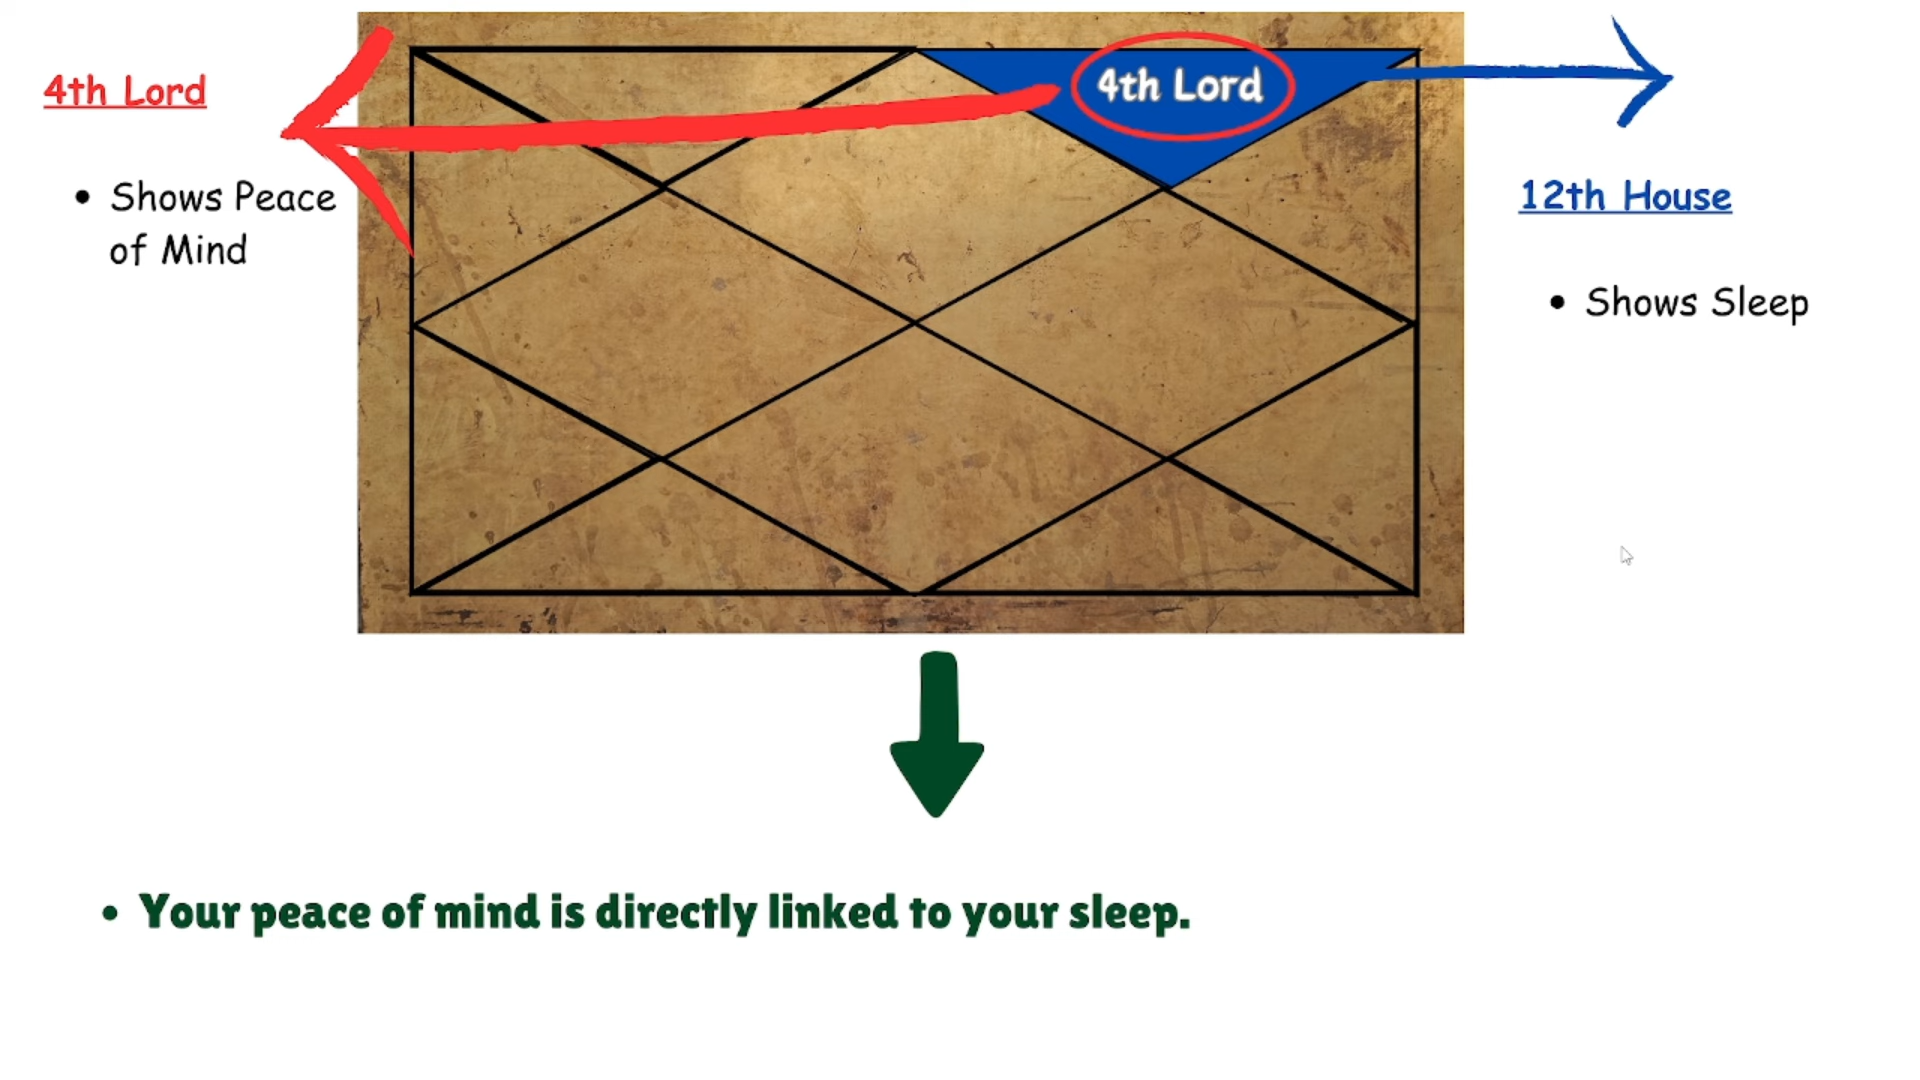 4th Lord
4th Lord
• Shows Peace
of Mind
12th House
• Shows Sleep
• Your peace of mind is directly linked to your sleep.